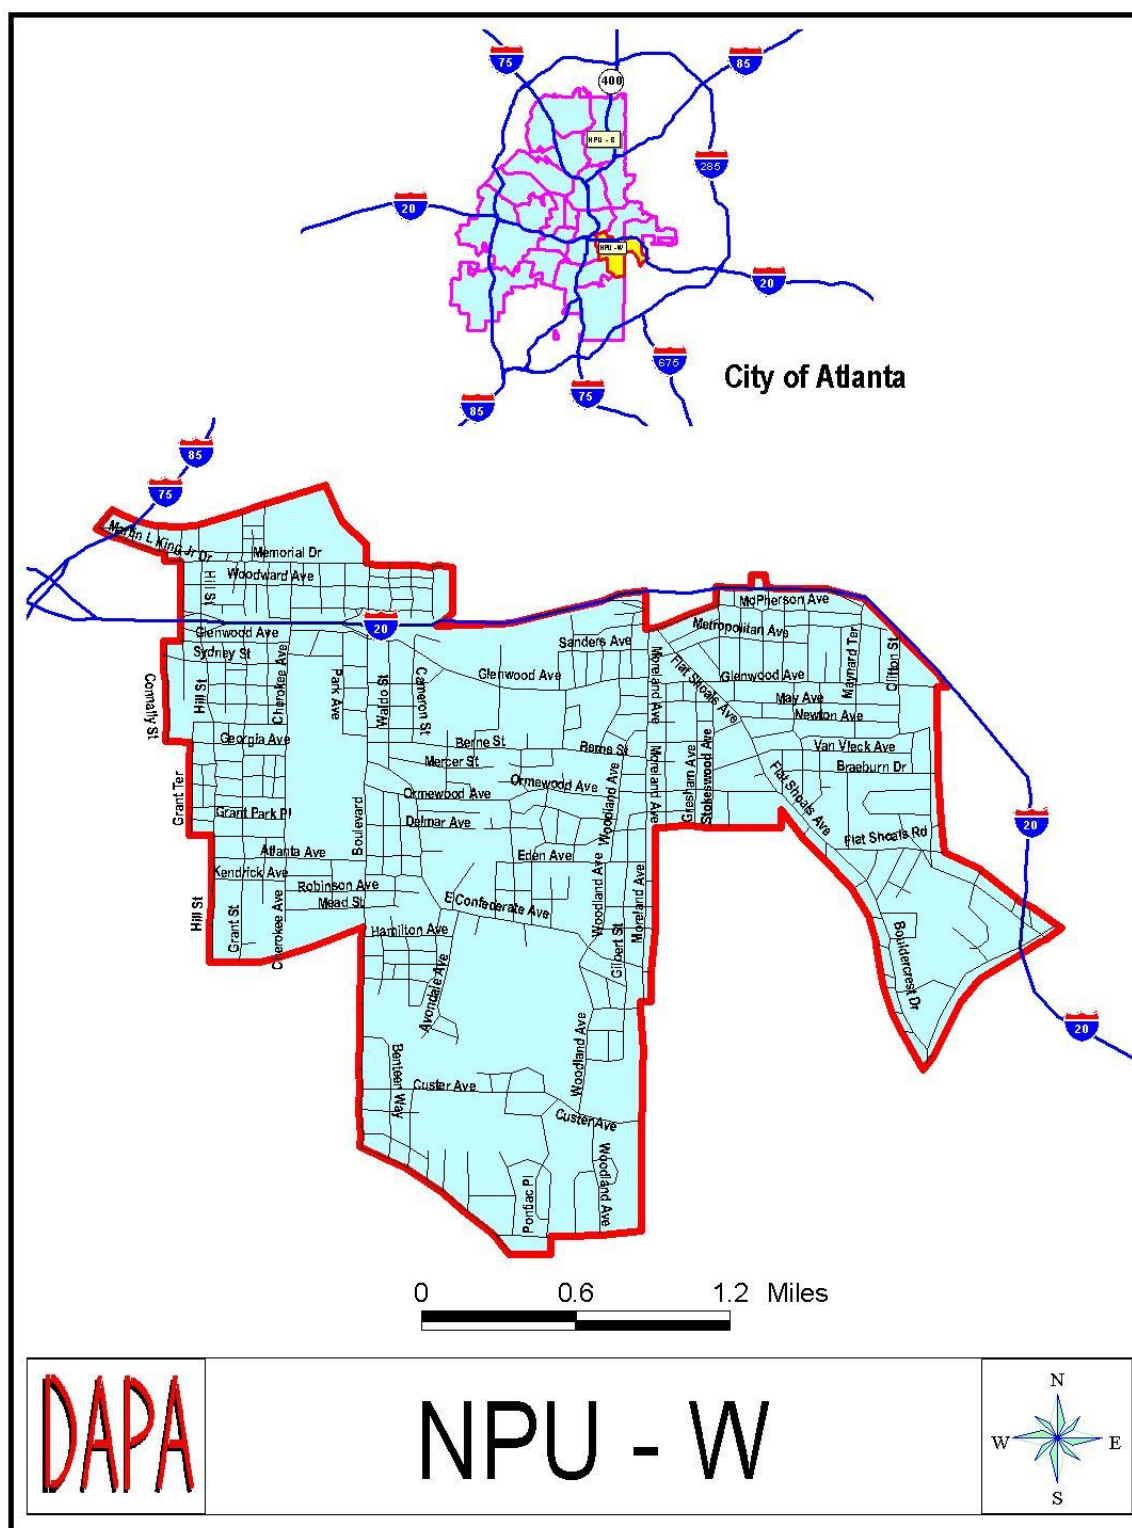 75
85
400
NPU - B
285
20
NPU - W
20
675
City of Atlanta
85
75
85
75
Martin L King Jr Dr
Memorial Dr
Hill St
Woodward Ave
McPherson Ave
20
Glenwood Ave
Metropolitan Ave
Sanders Ave
Maynard Ter
Clifton St
Sydney St
Connally St
Hill St
Cherokee Ave
Park Ave
Waldo St
Cameron St
Glenwood Ave
Moreland Ave
Flat Shoals Ave
Glenwood Ave
May Ave
Newton Ave
Georgia Ave
Berne St
Berne St
Van Vleck Ave
Mercer St
Braeburn Dr
Grant Ter
Ormewood Ave
Ormewood Ave
Woodland Ave
Moreland Ave
Gresham Ave
Stokeswood Ave
Flat Shoals Ave
20
Grant Park Pl
Boulevard
Delmar Ave
Flat Shoals Rd
Atlanta Ave
Eden Ave
Kendrick Ave
Robinson Ave
Mead St
E Confederate Ave
Woodland Ave
Moreland Ave
Hill St
Grant St
Cherokee Ave
Hamilton Ave
Gilbert St
Bouldercrest Dr
Avondale Ave
20
Benteen Way
Custer Ave
Woodland Ave
Custer Ave
Pontiac Pl
Woodland Ave
0 0.6 1.2 Miles
DAPA
NPU - W
N
W E
S